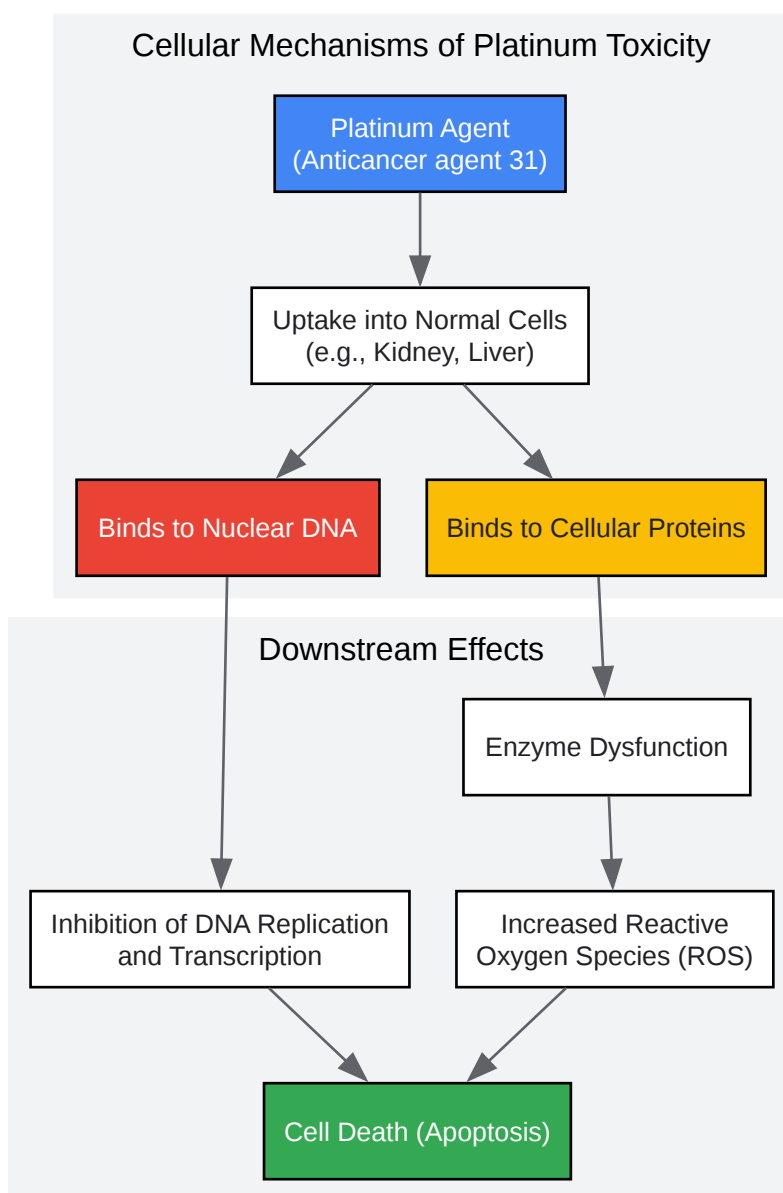 Cellular Mechanisms of Platinum Toxicity
Platinum Agent
(Anticancer agent 31)
Uptake into Normal Cells
(e.g., Kidney, Liver)
Binds to Nuclear DNA
Binds to Cellular Proteins
Downstream Effects
Enzyme Dysfunction
Inhibition of DNA Replication
and Transcription
Increased Reactive
Oxygen Species (ROS)
Cell Death (Apoptosis)